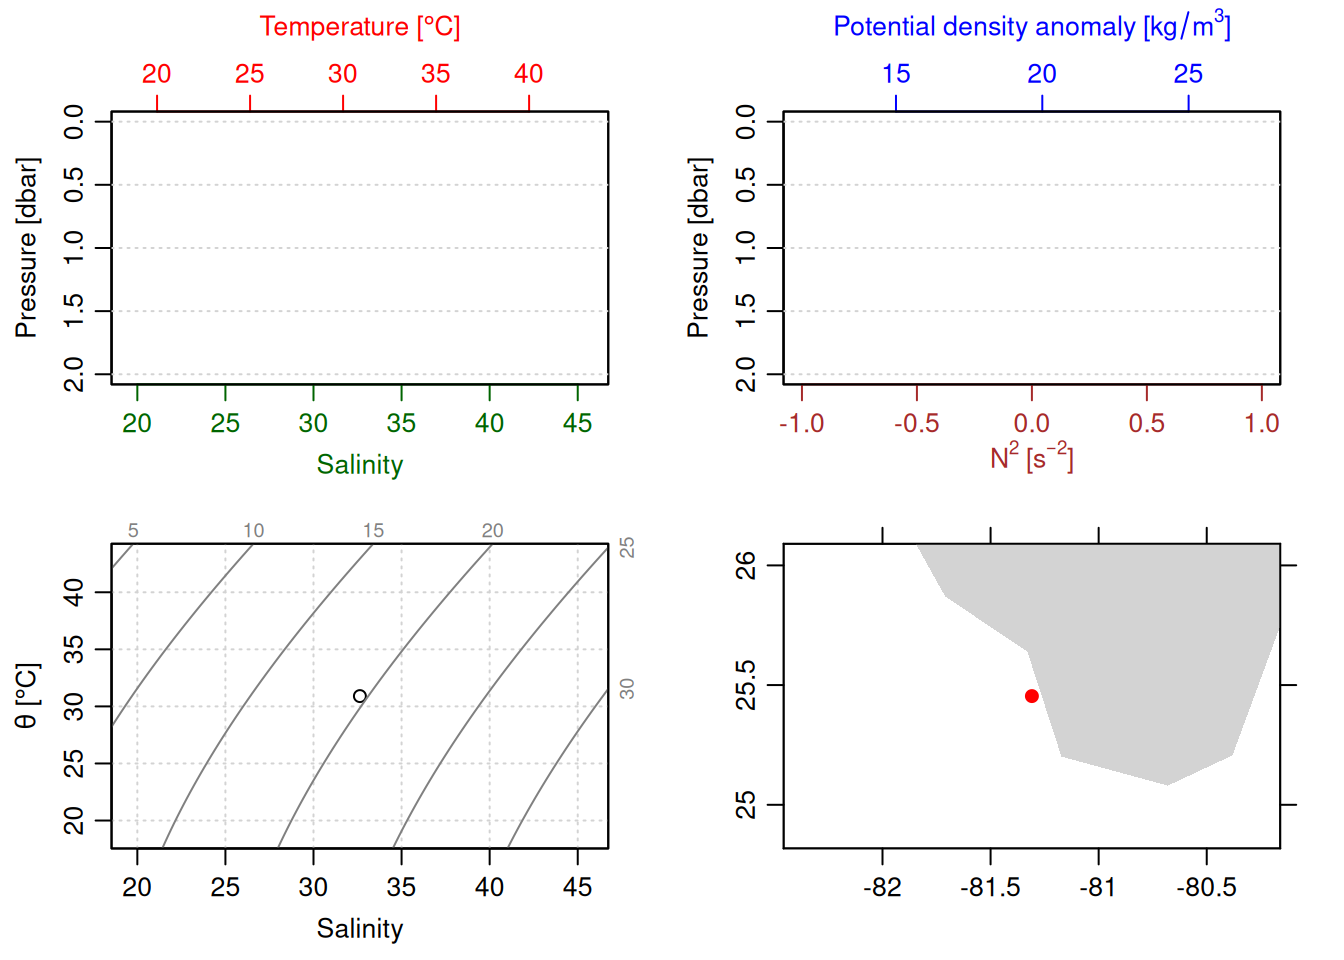 Temperature [°C]
20 25 30 35 40
Pressure [dbar]
0.0
0.5
1.0
1.5
2.0
20 25 30 35 40 45
Salinity
Potential density anomaly [kg/m³]
15 20 25
Pressure [dbar]
0.0
0.5
1.0
1.5
2.0
-1.0 -0.5 0.0 0.5 1.0
N² [s⁻²]
5 10 15 20 25
30
θ [°C]
40
35
30
25
20
20 25 30 35 40 45
Salinity
26
25.5
25
-82 -81.5 -81 -80.5